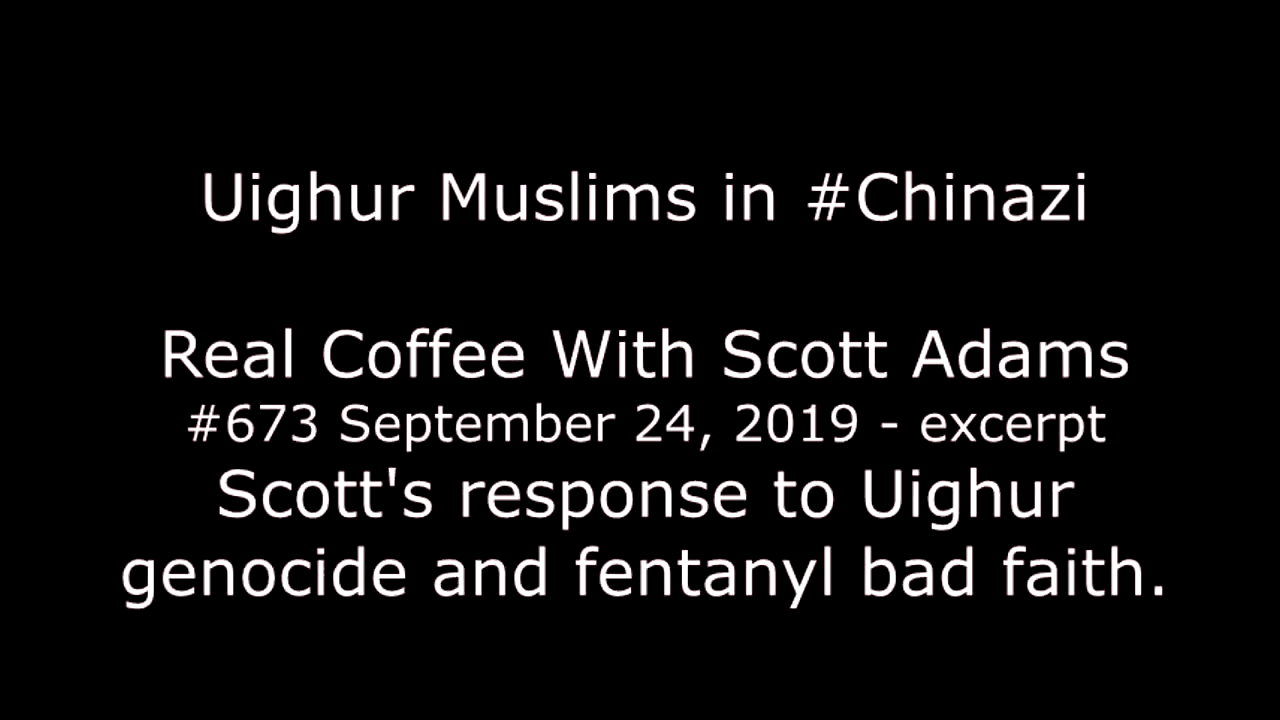 Uighur Muslims in #Chinazi
Real Coffee With Scott Adams
#673 September 24, 2019 - excerpt
Scott's response to Uighur
genocide and fentanyl bad faith.